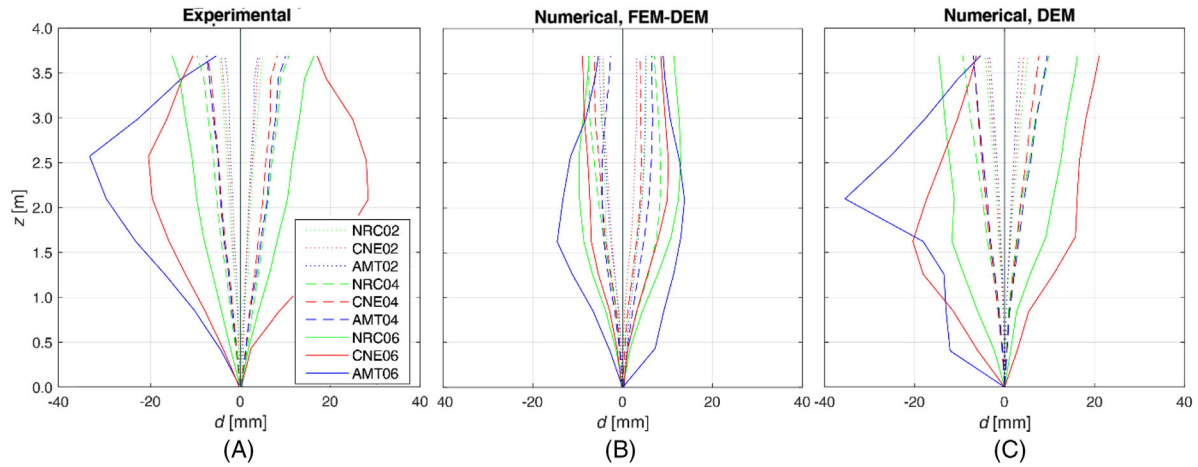 Experimental
4.0
3.5
3.0
2.5
2.0
1.5
1.0
0.5
0.0
z [m]
NRC02
CNE02
AMT02
NRC04
CNE04
AMT04
NRC06
CNE06
AMT06
-40 -20 0 20 40
d [mm]
(A)
Numerical, FEM-DEM
-40 -20 0 20 40
d [mm]
(B)
Numerical, DEM
-40 -20 0 20 40
d [mm]
(C)